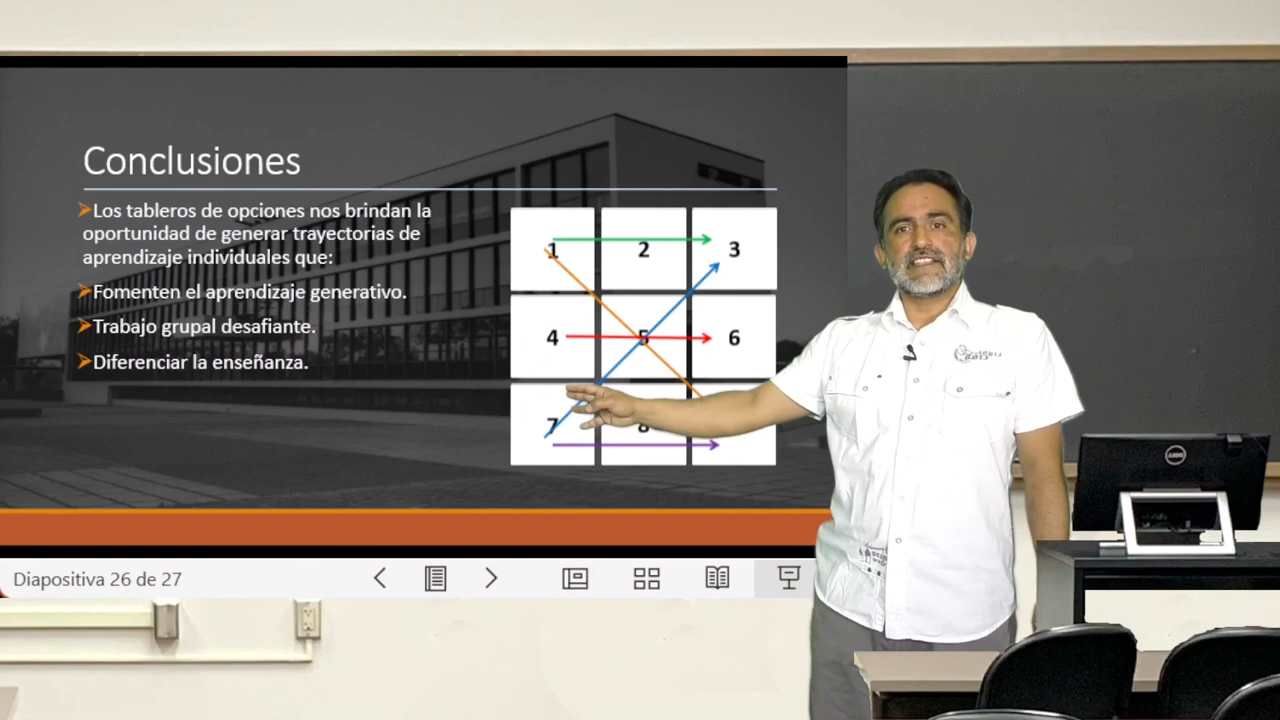 Conclusiones
➢Los tableros de opciones nos brindan la
oportunidad de generar trayectorias de
aprendizaje individuales que:
➢Fomenten el aprendizaje generativo.
➢Trabajo grupal desafiante.
➢Diferenciar la enseñanza.
1 2 3
4 5 6
7 8
Diapositiva 26 de 27